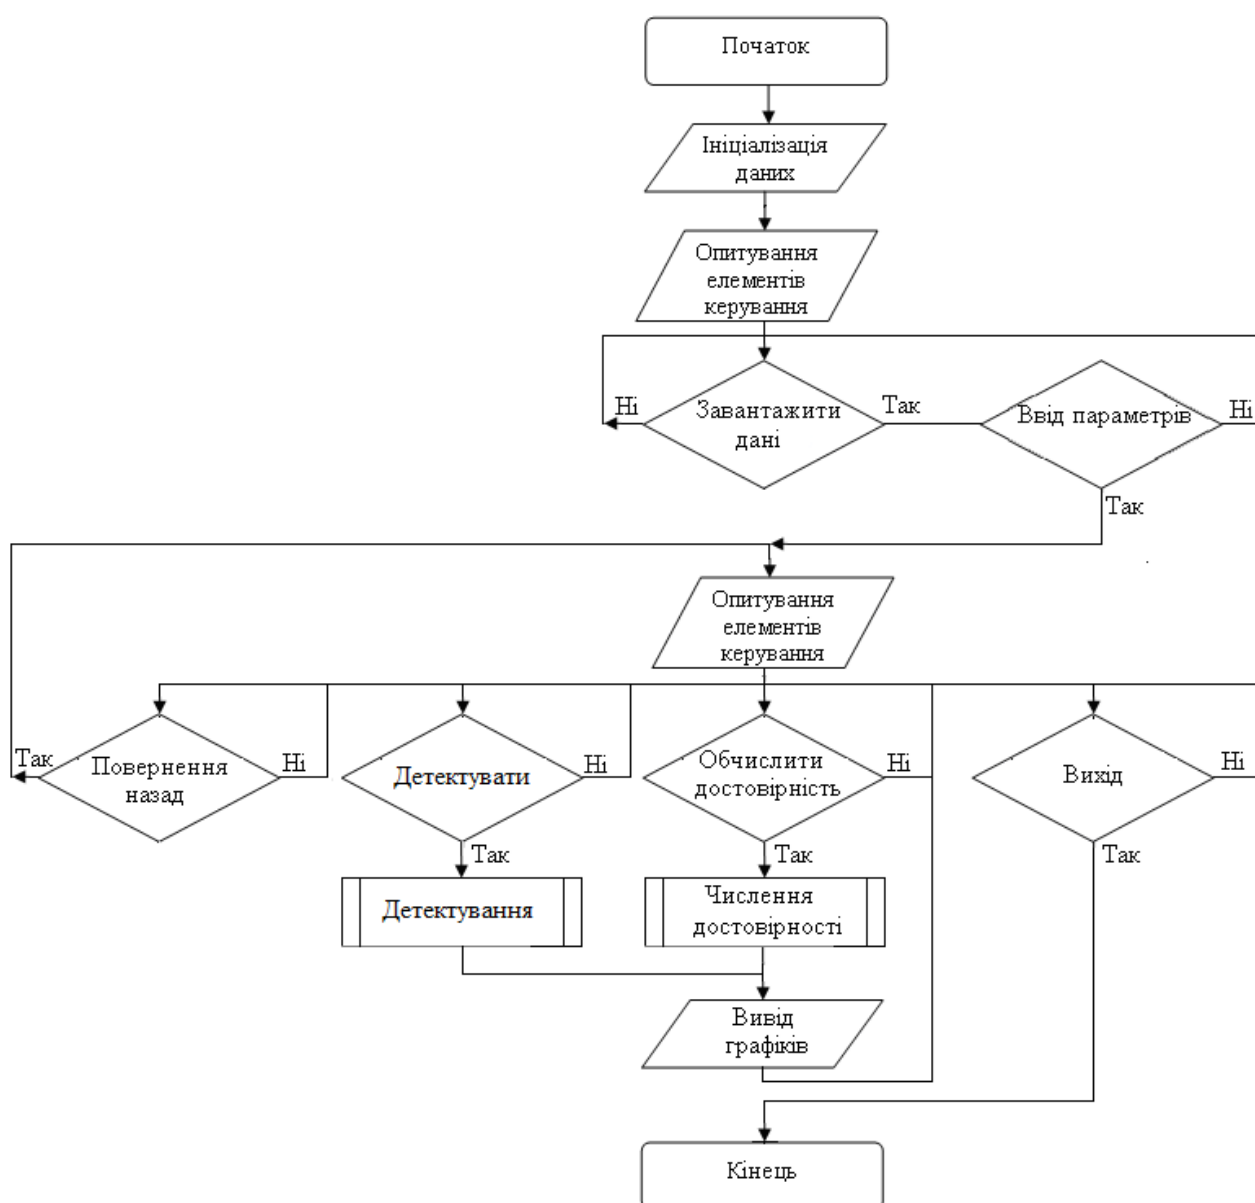 Початок
Ініціалізація
даних
Опитування
елементів
керування
Ні
Завантажити
дані
Так
Ввід параметрів
Ні
Так
Опитування
елементів
керування
Так
Повернення
назад
Ні
Детектувати
Ні
Обчислити
достовірність
Ні
Вихід
Ні
Так
Так
Так
Детектування
Числення
достовірності
Вивід
графіків
Кінець